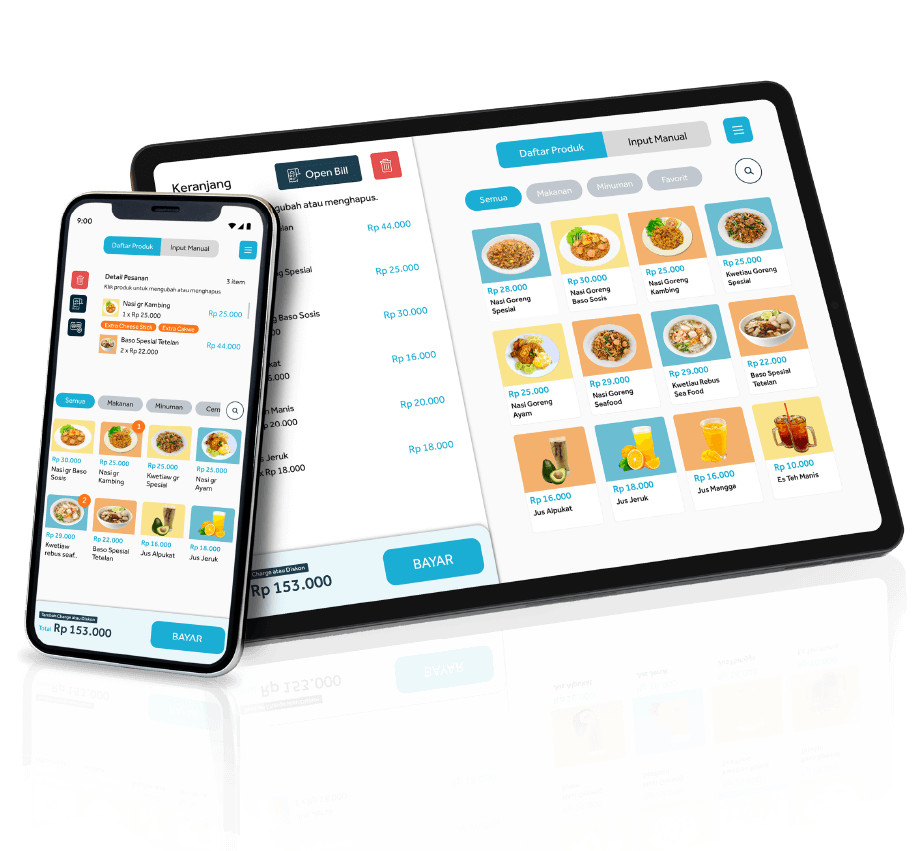 Keranjang
Open Bill
ngubah atau menghapus.
Rp 44.000
Spesial
Rp 25.000
Baso Sosis
Rp 30.000
Rp 16.000
Manis
Rp 20.000
Rp 20.000
Jeruk
x Rp 18.000
Rp 18.000
Charge atau Diskon
Rp 153.000
BAYAR
Daftar Produk
Input Manual
Semua
Makanan
Minuman
Favorit
Rp 28.000
Nasi Goreng
Spesial
Rp 30.000
Nasi Goreng
Baso Sosis
Rp 25.000
Nasi Goreng
Kambing
Rp 25.000
Kwetiau Goreng
Spesial
Rp 25.000
Nasi Goreng
Ayam
Rp 29.000
Nasi Goreng
Seafood
Rp 29.000
Kwetiau Rebus
Sea Food
Rp 22.000
Baso Spesial
Tetelan
Rp 16.000
Jus Alpukat
Rp 18.000
Jus Jeruk
Rp 16.000
Jus Mangga
Rp 10.000
Es Teh Manis
9:00
Daftar Produk
Input Manual
Detail Pesanan
3 item
Klik produk untuk mengubah atau menghapus
Nasi gr Kambing
1 x Rp 25.000
Rp 25.000
Extra Cheese Stick
Extra Cakwe
Baso Spesial Tetelan
2 x Rp 22.000
Rp 44.000
Semua
Makanan
Minuman
Cem
Rp 30.000
Nasi gr Baso
Sosis
1
Rp 25.000
Nasi gr
Kambing
Rp 25.000
Kwetiaw gr
Spesial
Rp 25.000
Nasi gr
Ayam
2
Rp 29.000
Kwetiaw
rebus seaf..
Rp 22.000
Baso Spesial
Tetelan
Rp 16.000
Jus Alpukat
Rp 18.000
Jus Jeruk
Charge atau Diskon
Total Rp 153.000
BAYAR